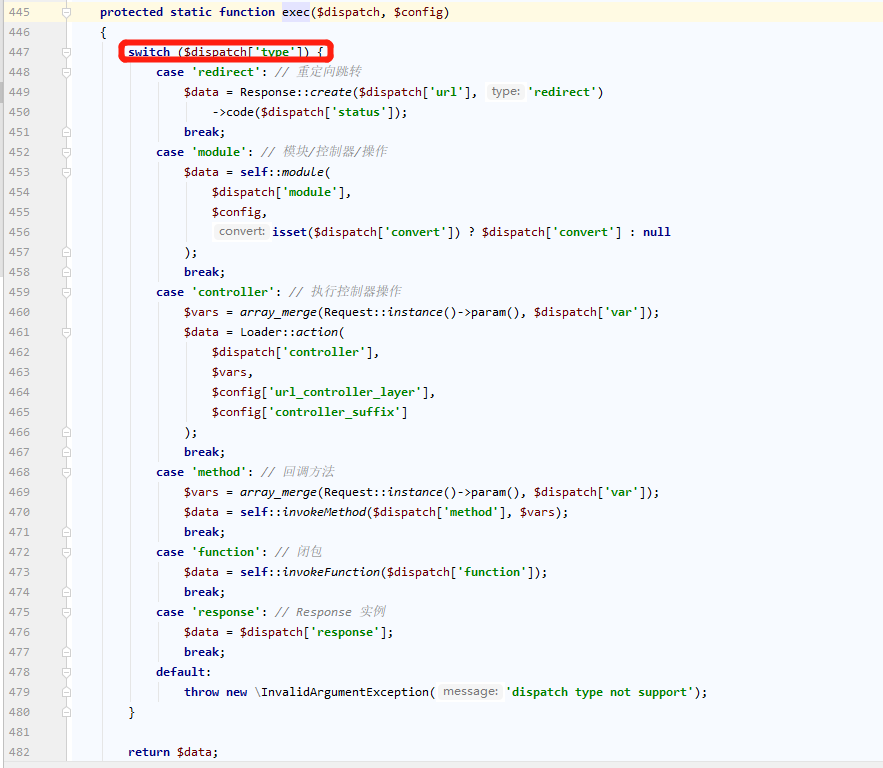 445 protected static function exec($dispatch, $config)
446 {
447 switch ($dispatch['type']) {
448 case 'redirect': // 重定向跳转
449 $data = Response::create($dispatch['url'], type: 'redirect')
450 ->code($dispatch['status']);
451 break;
452 case 'module': // 模块/控制器/操作
453 $data = self::module(
454 $dispatch['module'],
455 $config,
456 convert: isset($dispatch['convert']) ? $dispatch['convert'] : null
457 );
458 break;
459 case 'controller': // 执行控制器操作
460 $vars = array_merge(Request::instance()->param(), $dispatch['var']);
461 $data = Loader::action(
462 $dispatch['controller'],
463 $vars,
464 $config['url_controller_layer'],
465 $config['controller_suffix']
466 );
467 break;
468 case 'method': // 回调方法
469 $vars = array_merge(Request::instance()->param(), $dispatch['var']);
470 $data = self::invokeMethod($dispatch['method'], $vars);
471 break;
472 case 'function': // 闭包
473 $data = self::invokeFunction($dispatch['function']);
474 break;
475 case 'response': // Response 实例
476 $data = $dispatch['response'];
477 break;
478 default:
479 throw new \InvalidArgumentException( message: 'dispatch type not support');
480 }
481
482 return $data;